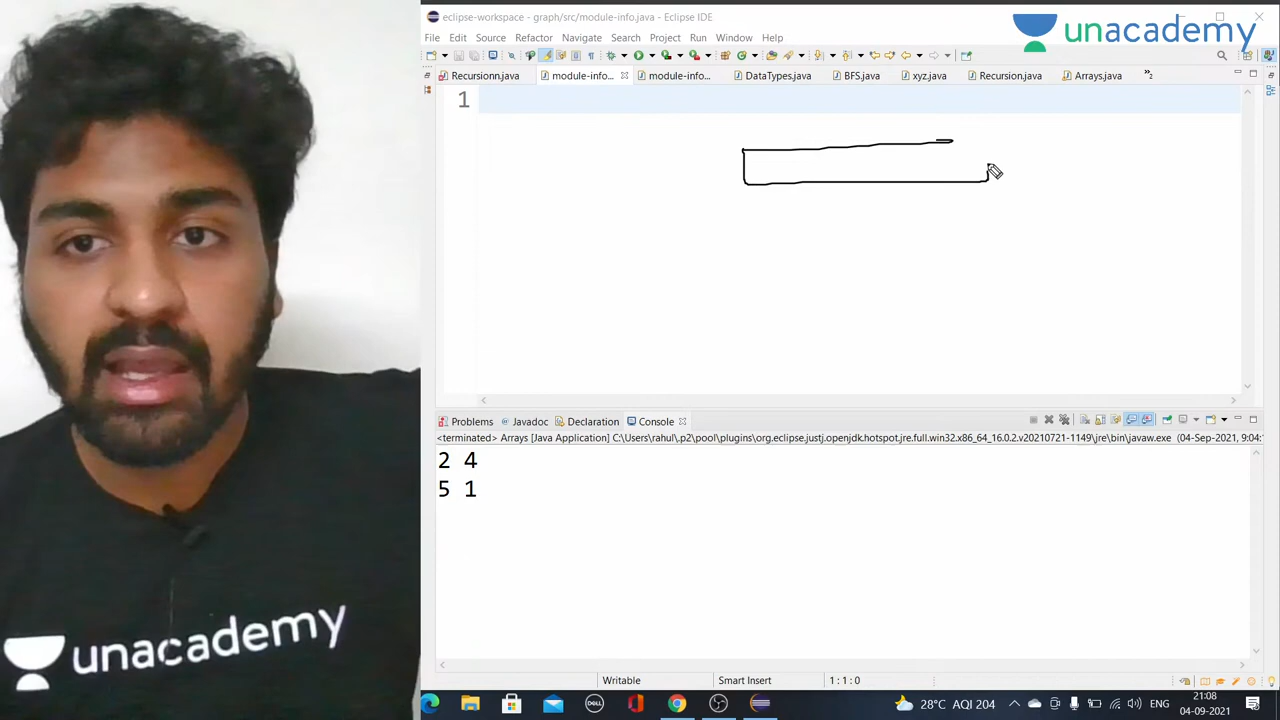 eclipse-workspace - graph/src/module-info.java - Eclipse IDE
unacademy
File Edit Source Refactor Navigate Search Project Run Window Help
Recursionn.java module-info... module-info... DataTypes.java BFS.java xyz.java Recursion.java Arrays.java »2
1
Problems Javadoc Declaration Console
<terminated> Arrays [Java Application] C:\Users\rahul\.p2\pool\plugins\org.eclipse.justj.openjdk.hotspot.jre.full.win32.x86_64_16.0.2.v20210721-1149\jre\bin\javaw.exe (04-Sep-2021, 9:04:
2 4
5 1
unacademy
Writable Smart Insert 1 : 1 : 0
DELL 28°C AQI 204 ENG 21:08
04-09-2021